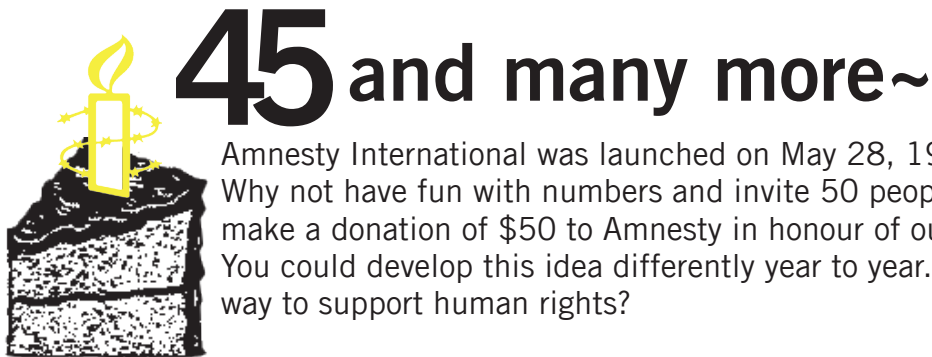 45 and many more~
Amnesty International was launched on May 28, 19
Why not have fun with numbers and invite 50 peop
make a donation of $50 to Amnesty in honour of ou
You could develop this idea differently year to year.
way to support human rights?